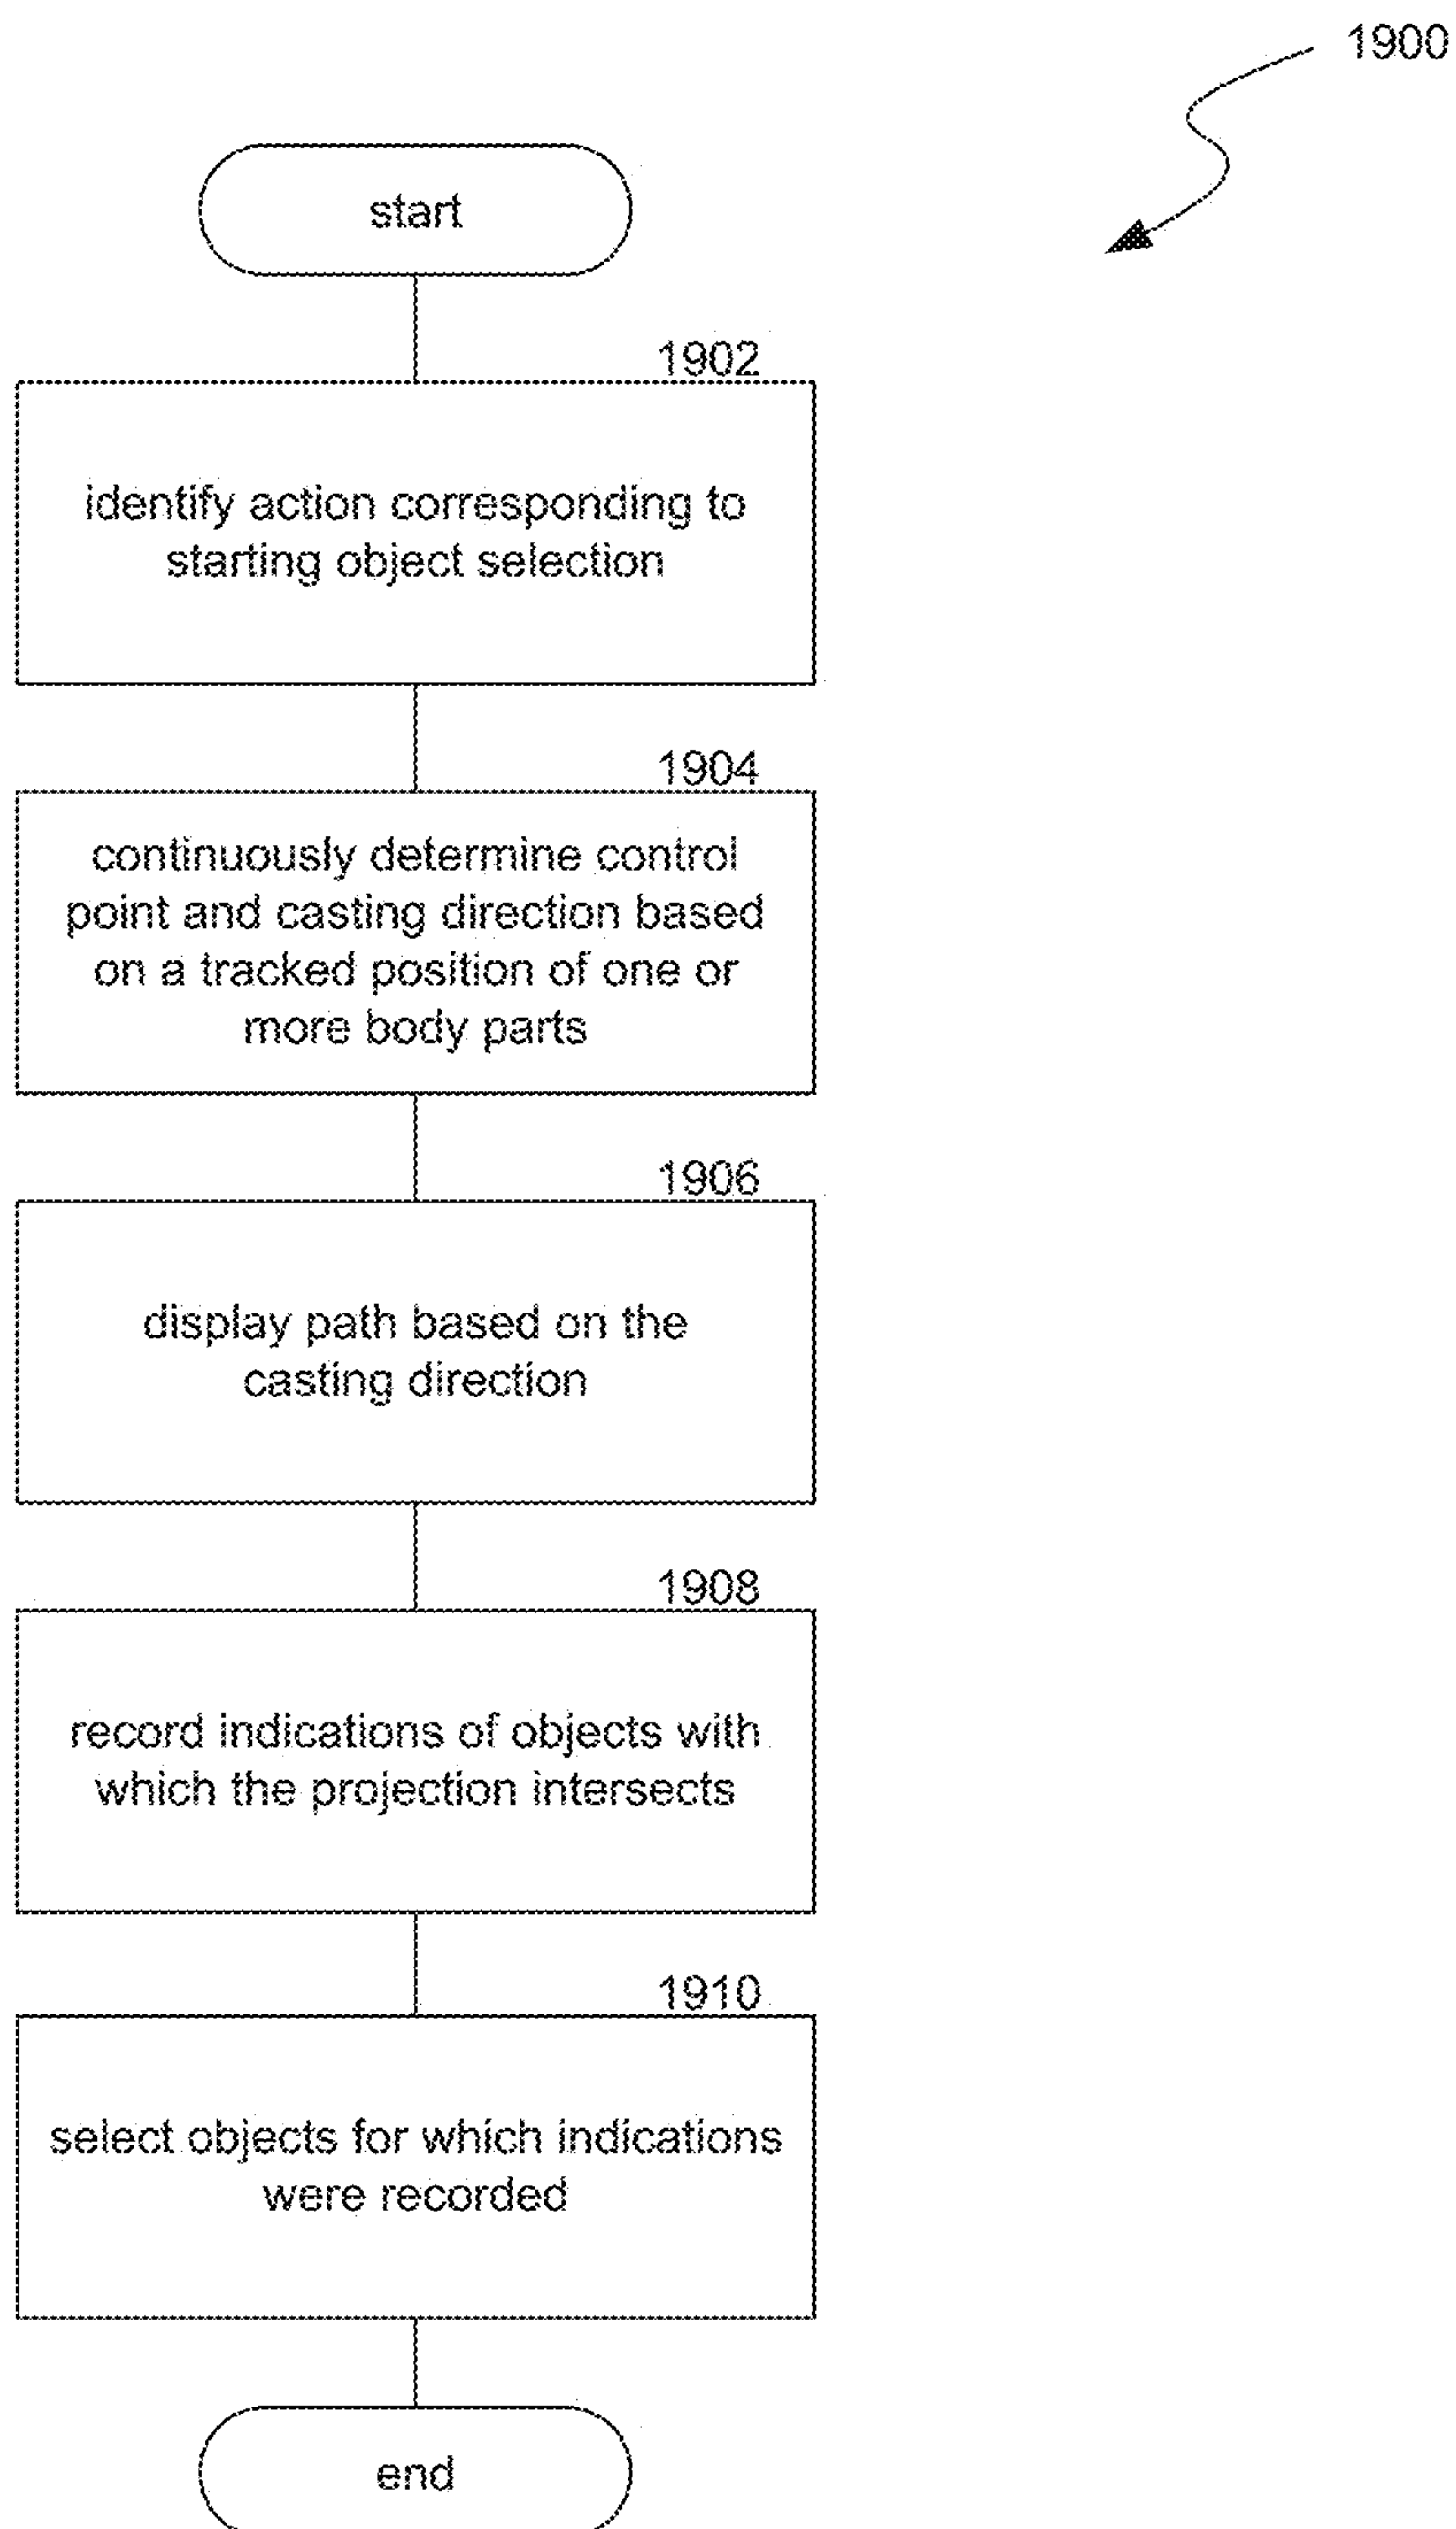 1900
start
1902
identify action corresponding to
starting object selection
1904
continuously determine control
point and casting direction based
on a tracked position of one or
more body parts
1906
display path based on the
casting direction
1908
record indications of objects with
which the projection intersects
1910
select objects for which indications
were recorded
end